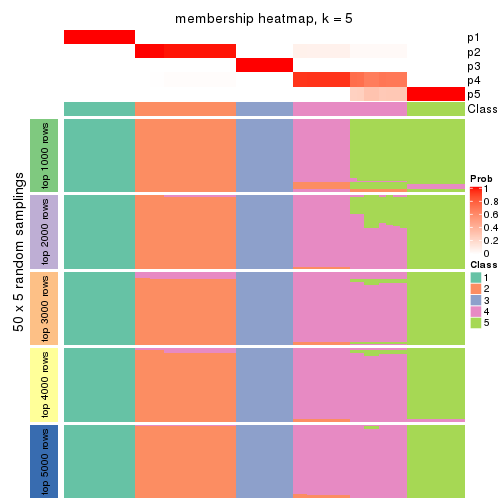 membership heatmap, k = 5
p1
p2
p3
p4
p5
Class
50 x 5 random samplings
top 1000 rows
top 2000 rows
top 3000 rows
top 4000 rows
top 5000 rows
Prob
1
0.8
0.6
0.4
0.2
0
Class
1
2
3
4
5